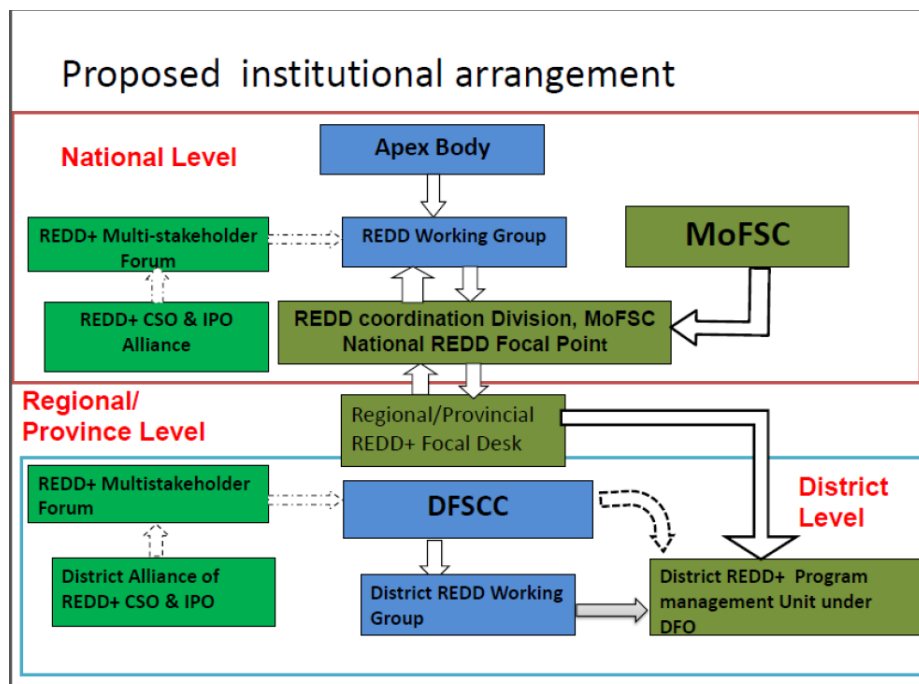 Proposed institutional arrangement
National Level
Apex Body
REDD+ Multi-stakeholder
Forum
REDD Working Group
MoFSC
REDD+ CSO & IPO
Alliance
REDD coordination Division, MoFSC
National REDD Focal Point
Regional/
Province Level
Regional/Provincial
REDD+ Focal Desk
REDD+ Multistakeholder
Forum
DFSCC
District
Level
District Alliance of
REDD+ CSO & IPO
District REDD Working
Group
District REDD+ Program
management Unit under
DFO